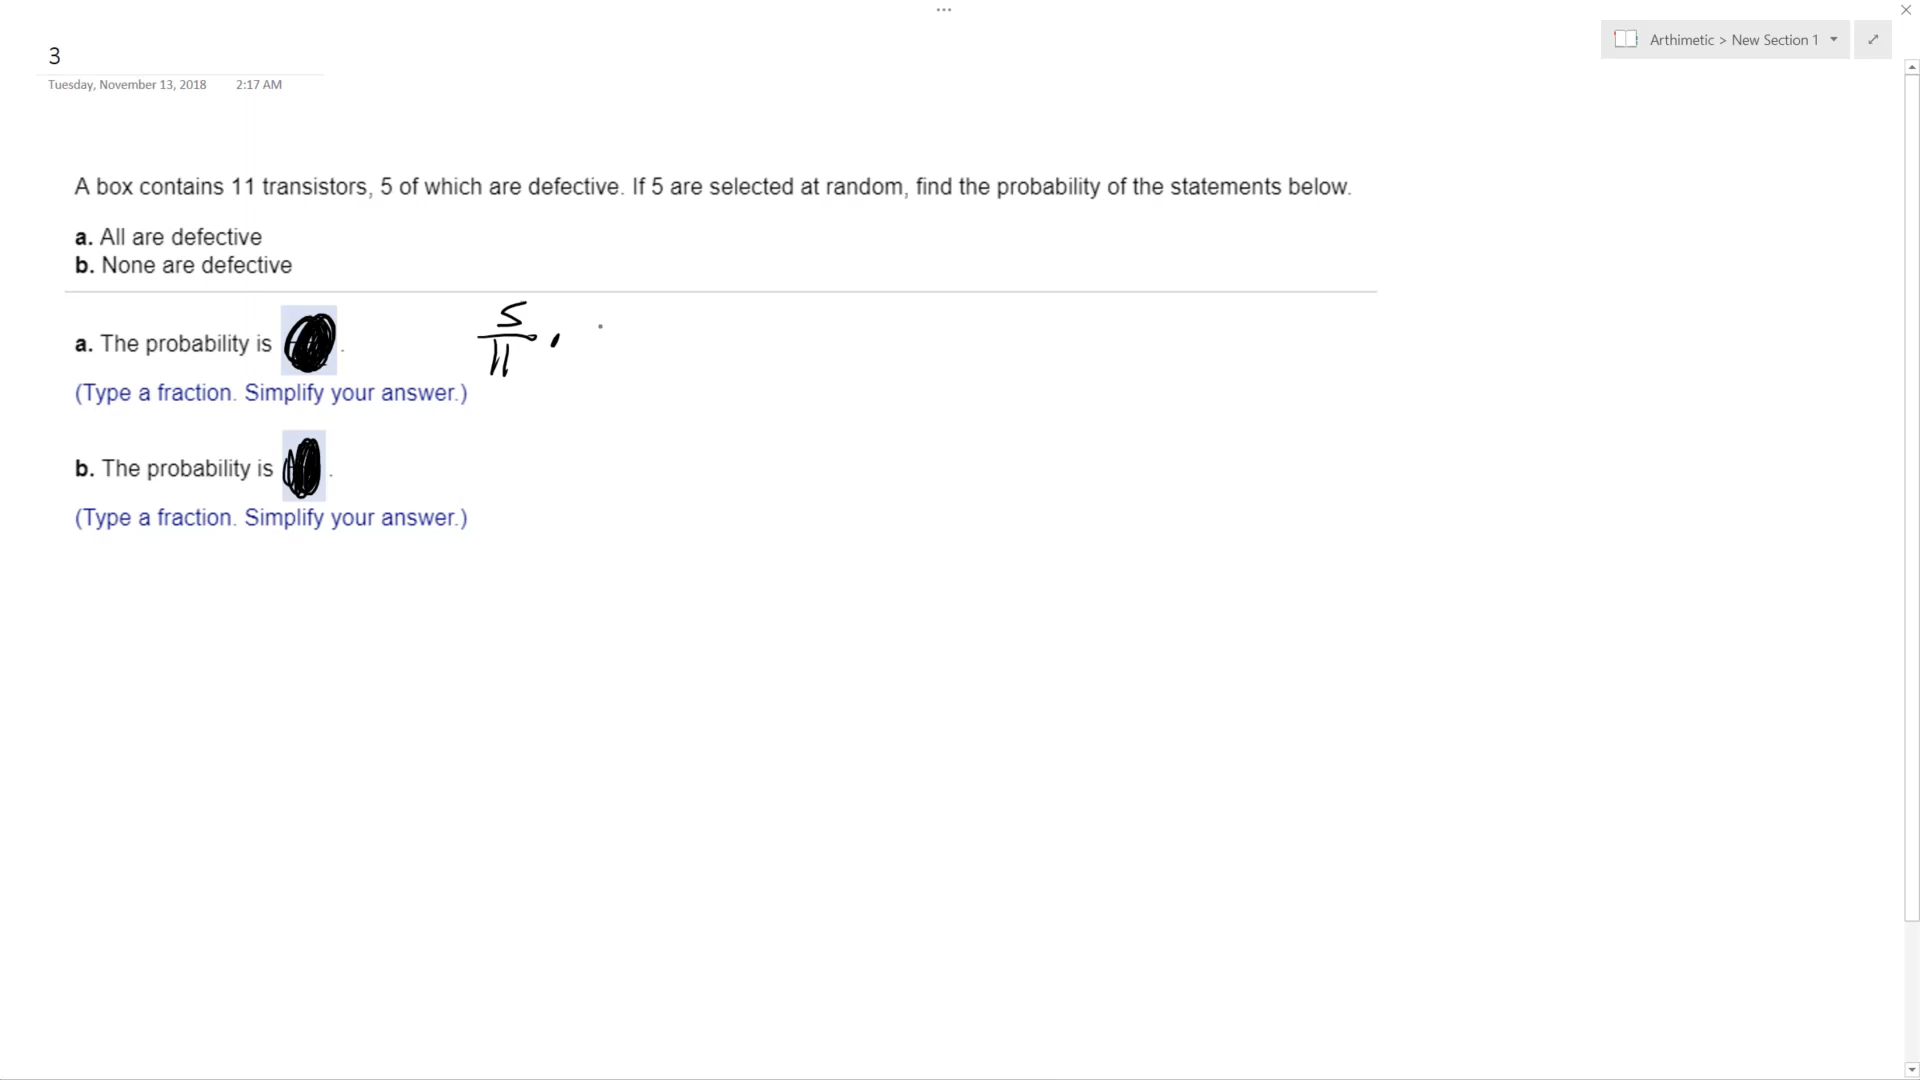 ...
Arthimetic > New Section 1
3
Tuesday, November 13, 2018 2:17 AM
A box contains 11 transistors, 5 of which are defective. If 5 are selected at random, find the probability of the statements below.
a. All are defective
b. None are defective
a. The probability is .
5
11 ·
(Type a fraction. Simplify your answer.)
b. The probability is .
(Type a fraction. Simplify your answer.)